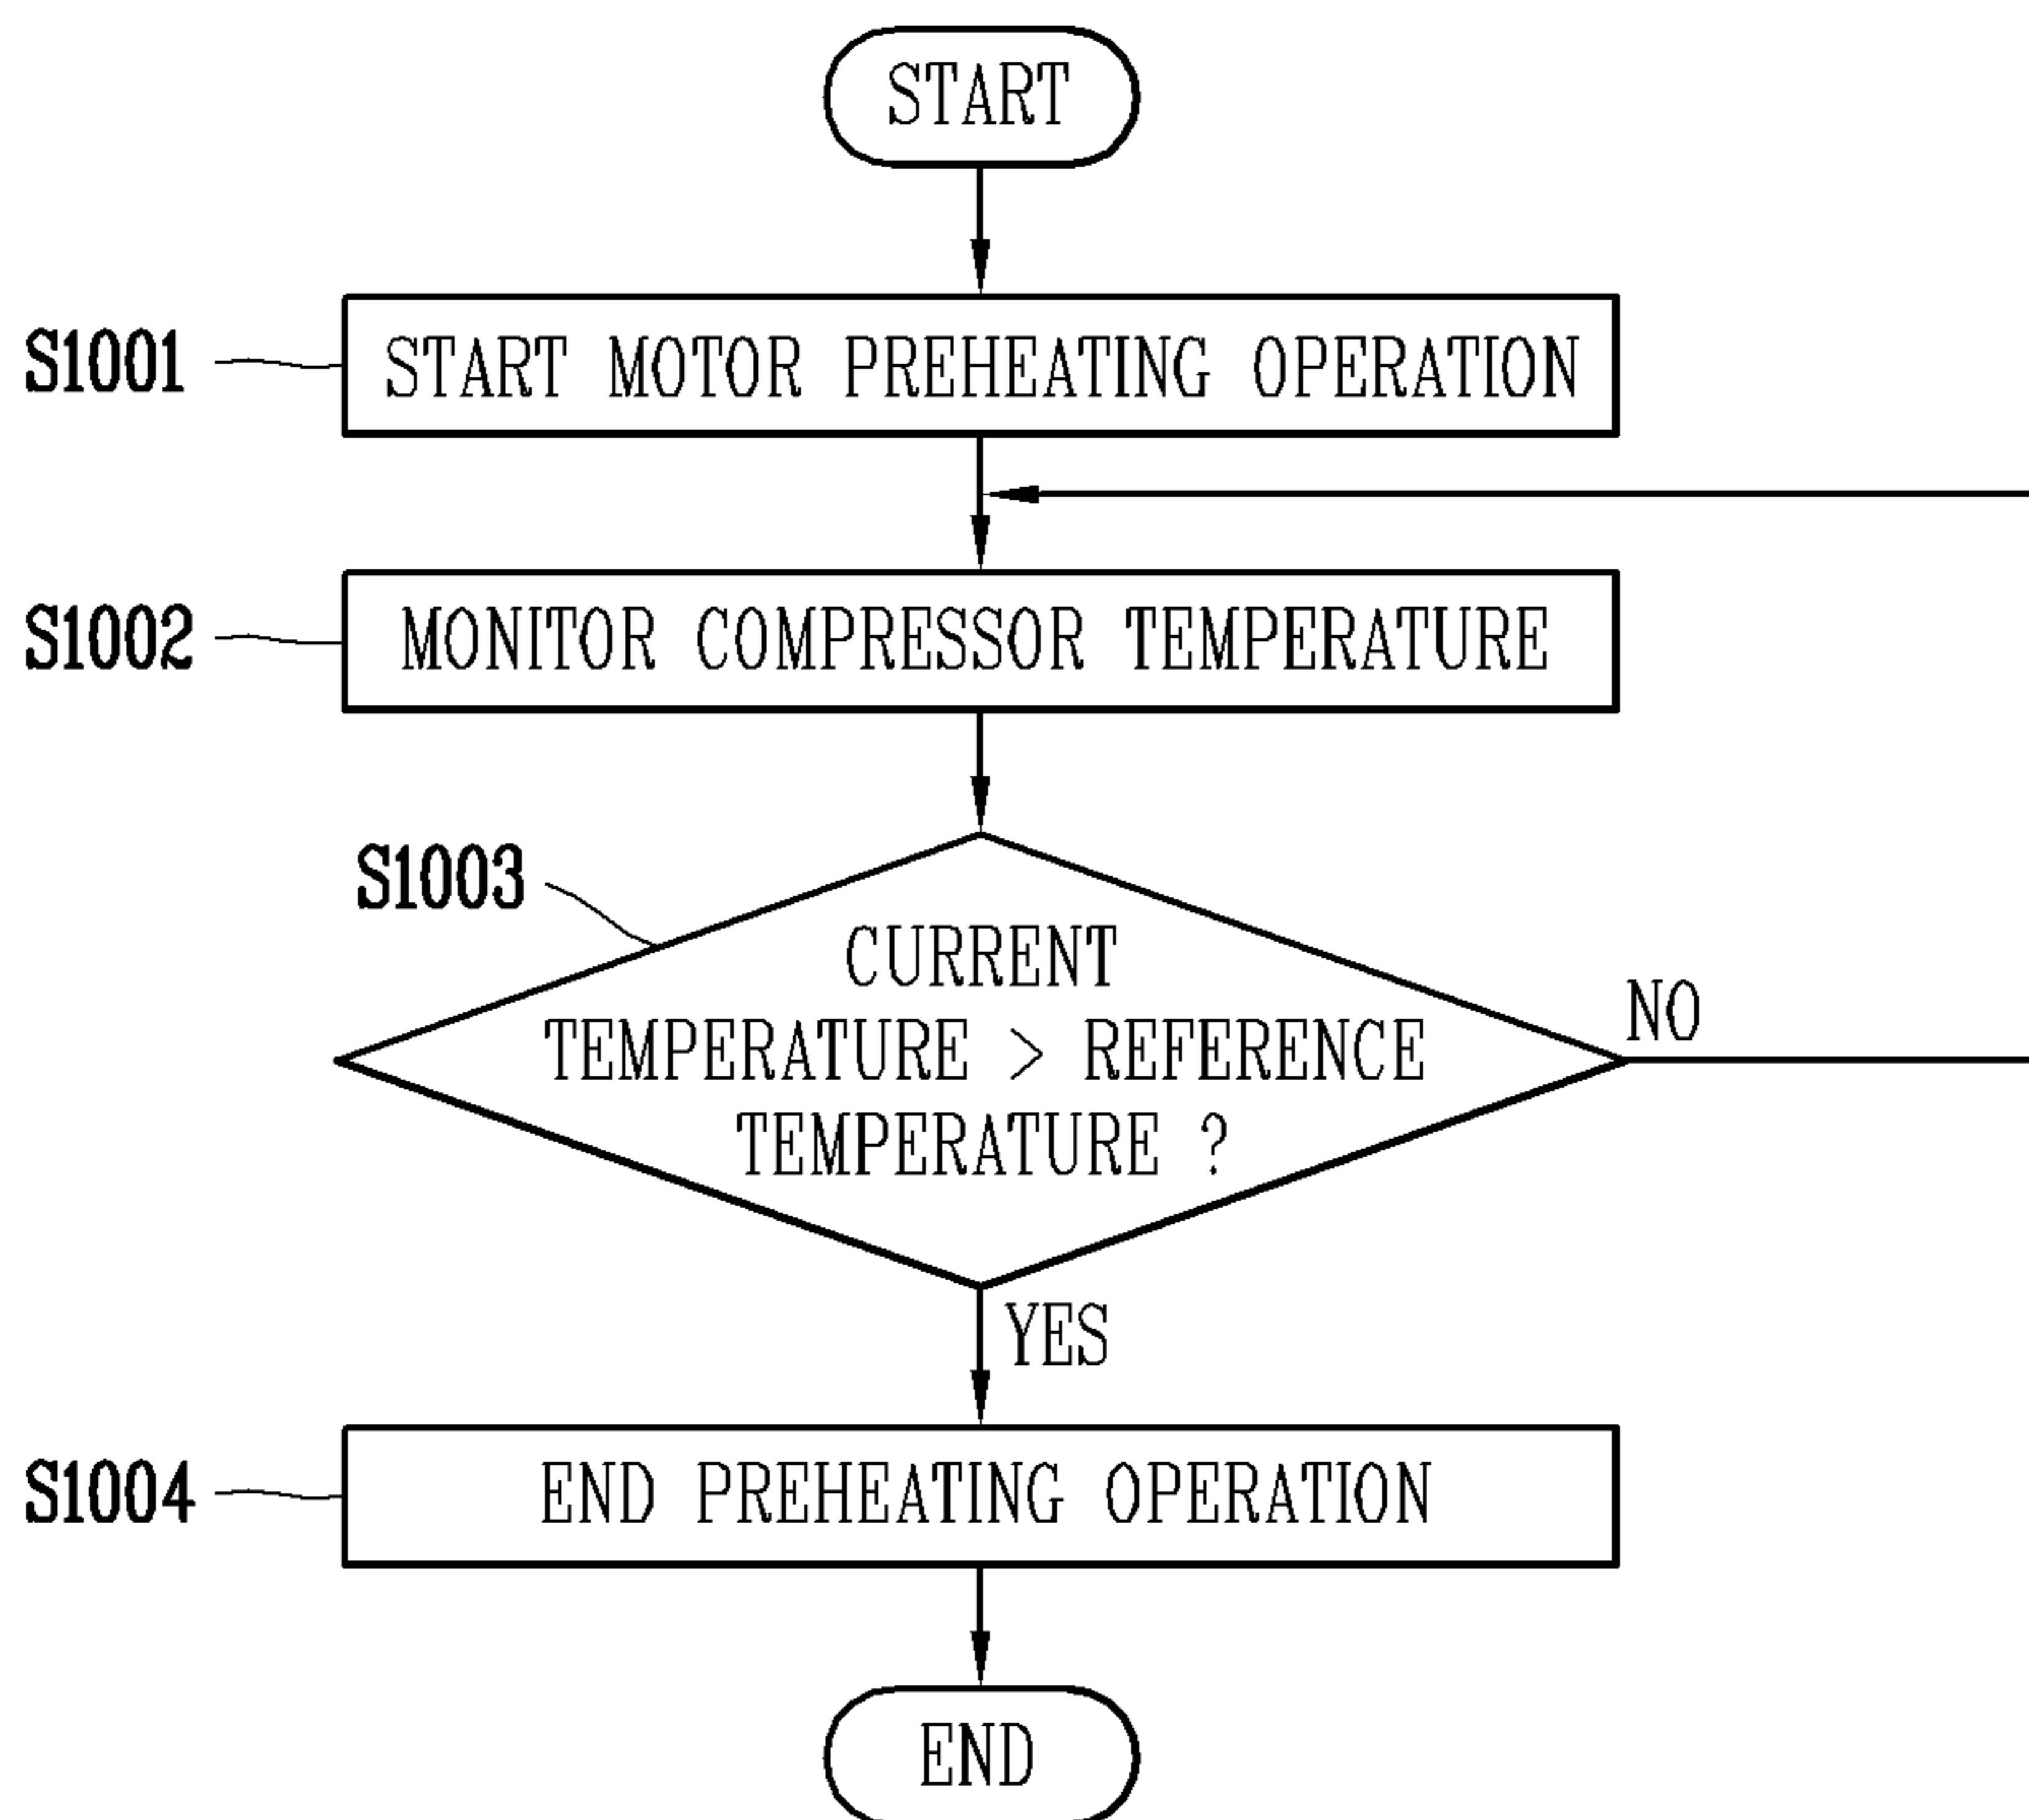 START
S1001
START MOTOR PREHEATING OPERATION
S1002
MONITOR COMPRESSOR TEMPERATURE
S1003
CURRENT
TEMPERATURE > REFERENCE
TEMPERATURE ?
NO
YES
S1004
END PREHEATING OPERATION
END